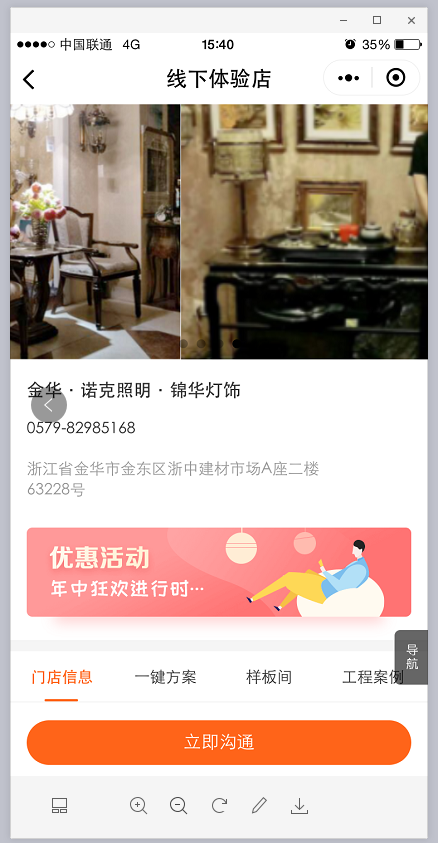 中国联通 4G 15:40 35%
线下体验店
金华·诺克照明·锦华灯饰
0579-82985168
浙江省金华市金东区浙中建材市场A座二楼
63228号
优惠活动
年中狂欢进行时…
导航
门店信息 一键方案 样板间 工程案例
立即沟通